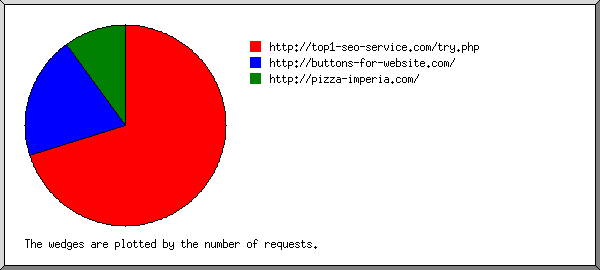 http://top1-seo-service.com/try.php
http://buttons-for-website.com/
http://pizza-imperia.com/
The wedges are plotted by the number of requests.